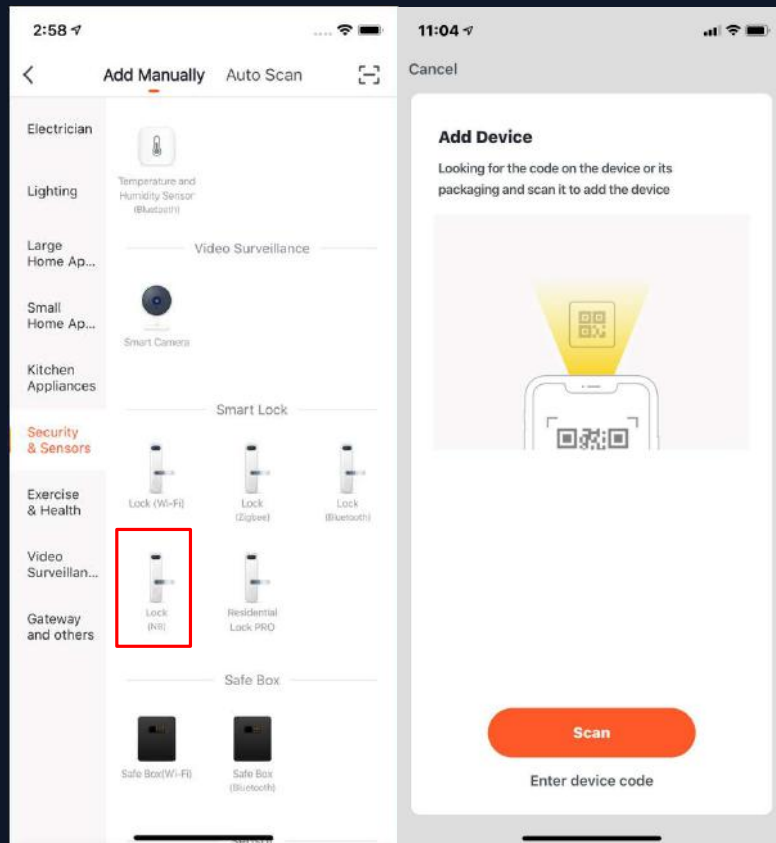 2:58
Add Manually Auto Scan
Electrician
Lighting
Large
Home Ap...
Small
Home Ap...
Kitchen
Appliances
Security
& Sensors
Exercise
& Health
Video
Surveillan...
Gateway
and others
Temperature and
Humidity Sensor
(Bluetooth)
Video Surveillance
Smart Camera
Smart Lock
Lock (Wi-Fi)
Lock
(Zigbee)
Lock
(Bluetooth)
Lock
(NB)
Residential
Lock PRO
Safe Box
Safe Box(Wi-Fi)
Safe Box
(Bluetooth)
11:04
Cancel
Add Device
Looking for the code on the device or its
packaging and scan it to add the device
Scan
Enter device code